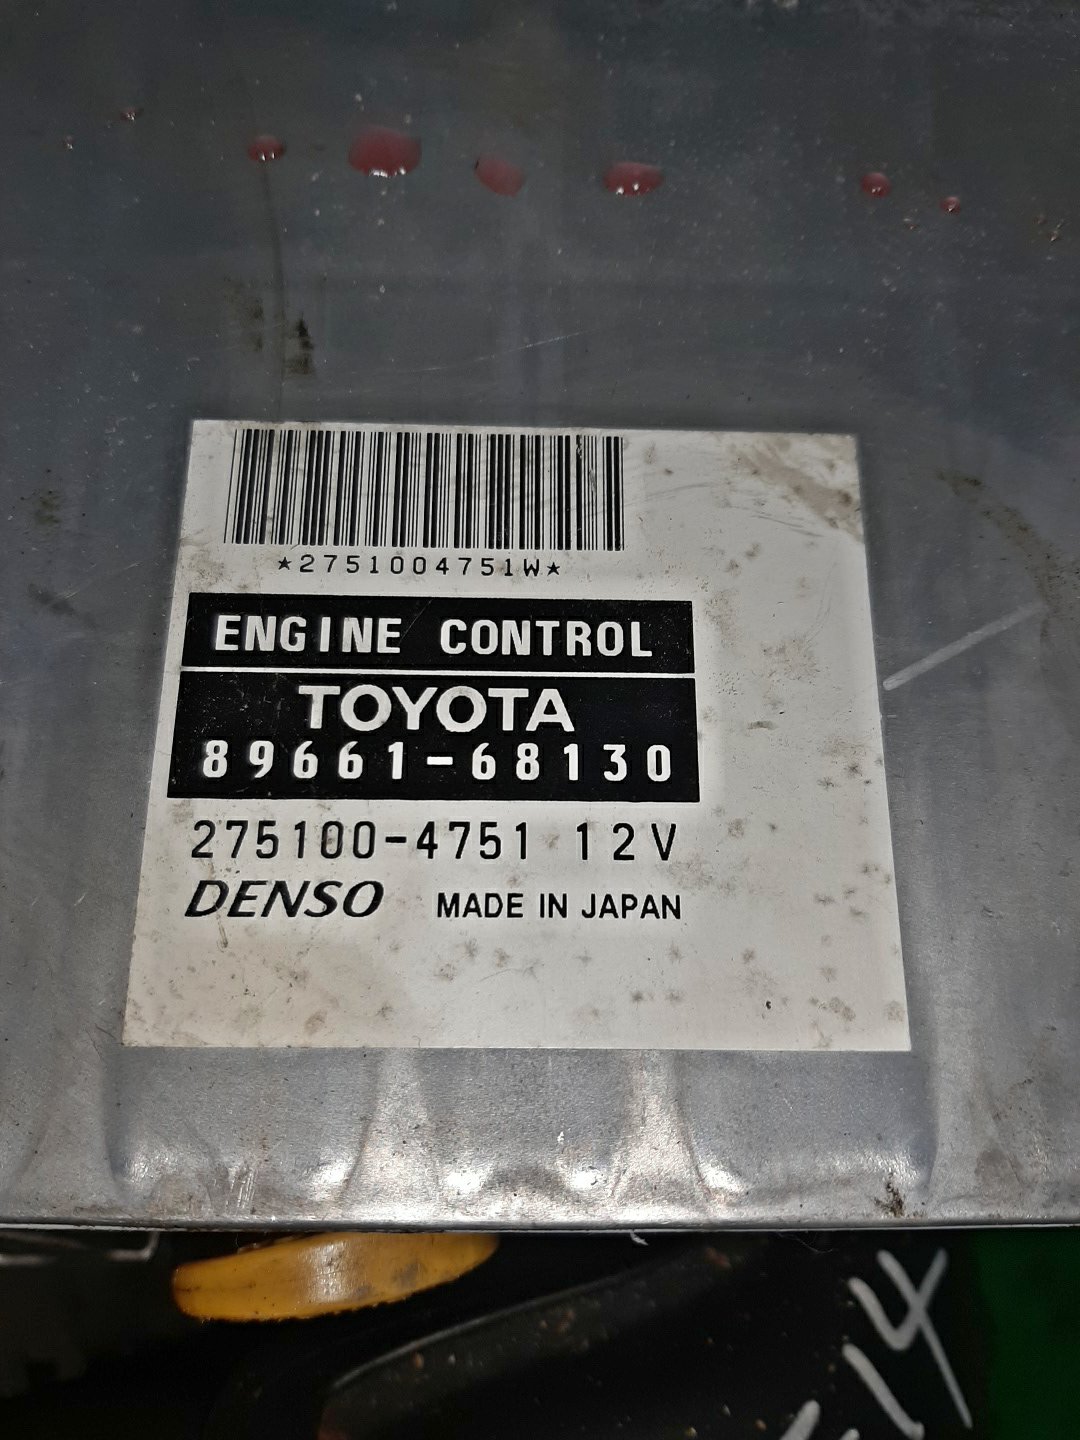 *2751004751W*
ENGINE CONTROL
TOYOTA
89661-68130
275100-4751 12V
DENSO MADE IN JAPAN